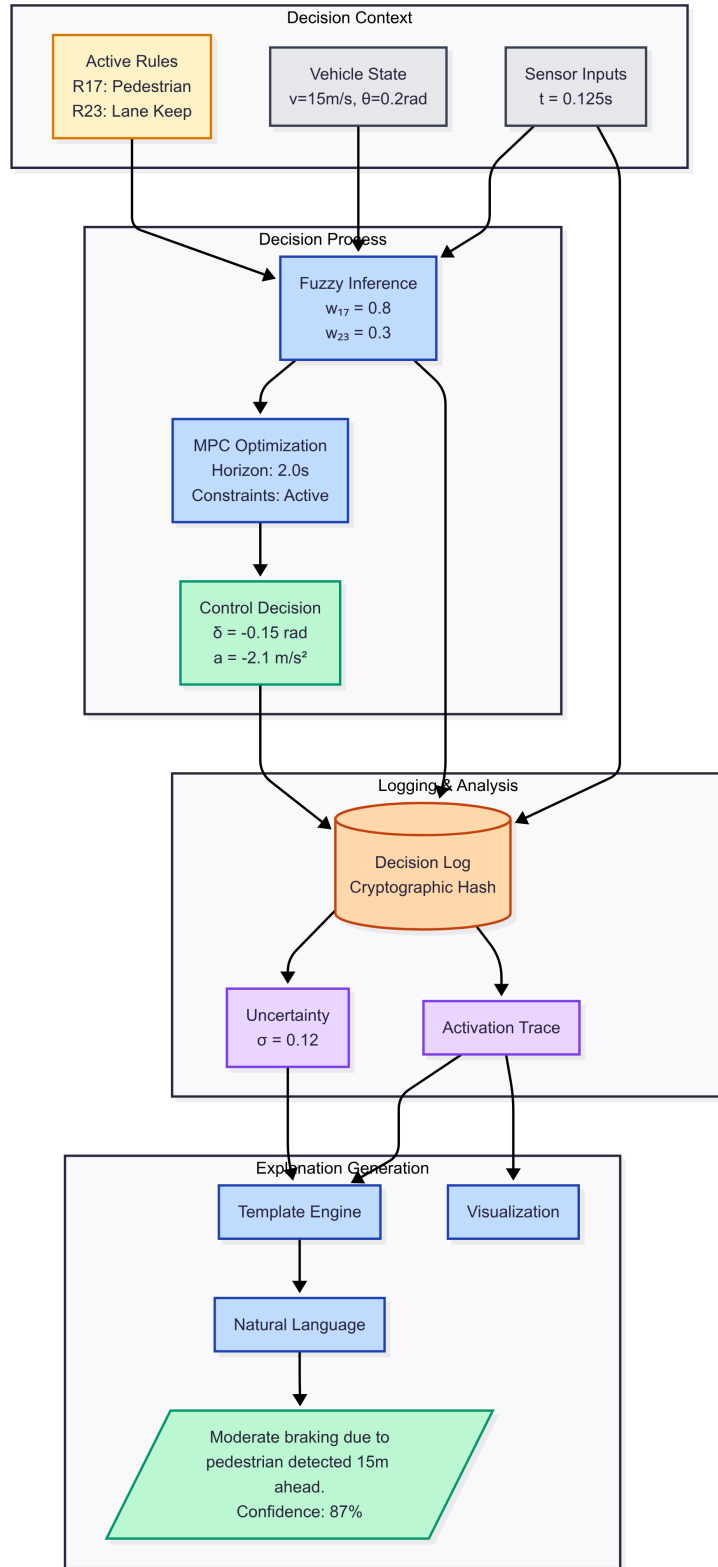 Decision Context
Active Rules
R17: Pedestrian
R23: Lane Keep
Vehicle State
v=15m/s, θ=0.2rad
Sensor Inputs
t = 0.125s
Decision Process
Fuzzy Inference
w₁₇ = 0.8
w₂₃ = 0.3
MPC Optimization
Horizon: 2.0s
Constraints: Active
Control Decision
δ = -0.15 rad
a = -2.1 m/s²
Logging & Analysis
Decision Log
Cryptographic Hash
Uncertainty
σ = 0.12
Activation Trace
Explanation Generation
Template Engine
Visualization
Natural Language
Moderate braking due to
pedestrian detected 15m
ahead.
Confidence: 87%